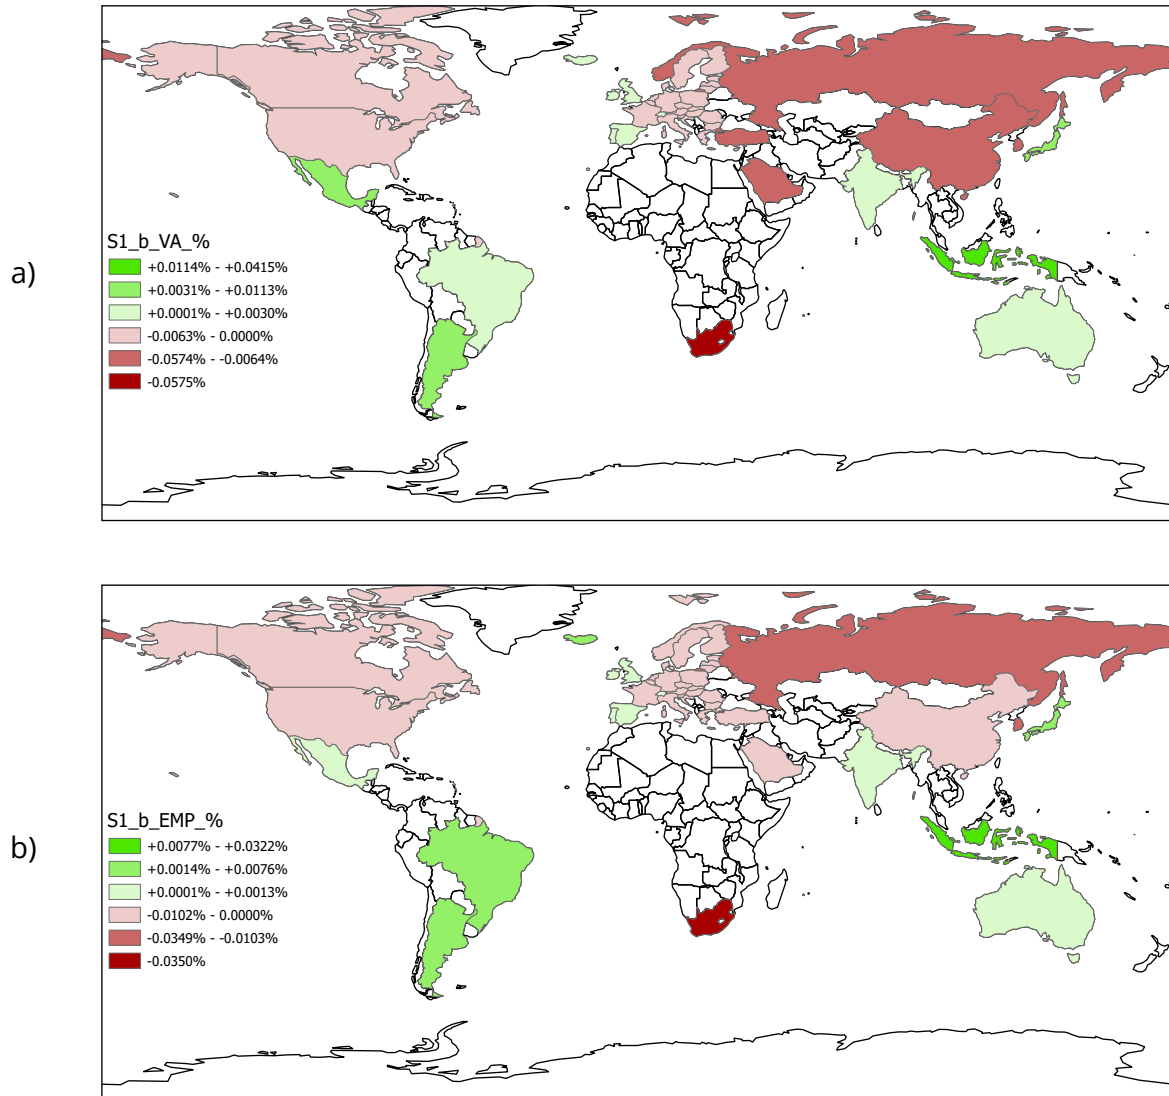 S1_b_VA_%
+0.0114% - +0.0415%
+0.0031% - +0.0113%
a)
+0.0001% - +0.0030%
-0.0063% - 0.0000%
-0.0574% - -0.0064%
-0.0575%
S1_b_EMP_%
+0.0077% - +0.0322%
b)
+0.0014% - +0.0076%
+0.0001% - +0.0013%
-0.0102% - 0.0000%
-0.0349% - -0.0103%
-0.0350%